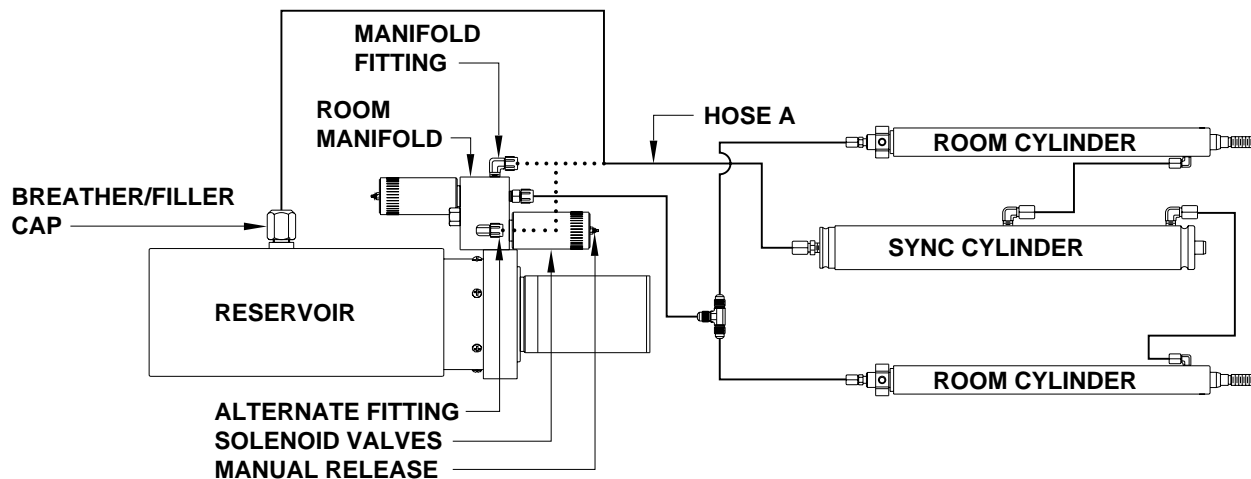 MANIFOLD
FITTING
ROOM
MANIFOLD
HOSE A
ROOM CYLINDER
BREATHER/FILLER
CAP
SYNC CYLINDER
RESERVOIR
ROOM CYLINDER
ALTERNATE FITTING
SOLENOID VALVES
MANUAL RELEASE